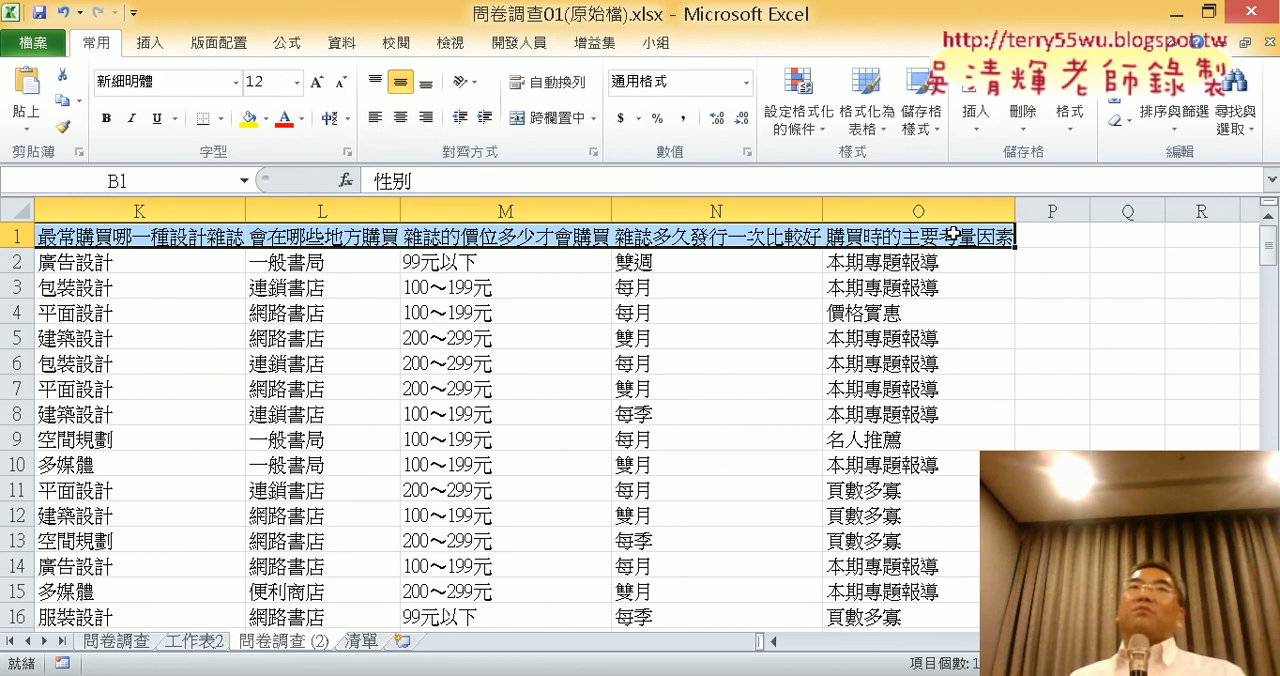 問卷調查01(原始檔).xlsx - Microsoft Excel
檔案 常用 插入 版面配置 公式 資料 校閱 檢視 開發人員 增益集 小組
http://terry55wu.blogspot.tw
吳清輝老師錄製
新細明體 12 自動換列 通用格式
貼上 B I U A 跨欄置中 $ % , 設定格式化的條件 格式化為表格 儲存格樣式 插入 刪除 格式 排序與篩選 尋找與選取
剪貼簿 字型 對齊方式 數值 樣式 儲存格 編輯
B1 fx 性別
K L M N O P Q R
1 最常購買哪一種設計雜誌 會在哪些地方購買 雜誌的價位多少才會購買 雜誌多久發行一次比較好 購買時的主要考量因素
2 廣告設計 一般書局 99元以下 雙週 本期專題報導
3 包裝設計 連鎖書店 100～199元 每月 本期專題報導
4 平面設計 網路書店 100～199元 每月 價格實惠
5 建築設計 網路書店 200～299元 雙月 本期專題報導
6 包裝設計 連鎖書店 200～299元 每月 本期專題報導
7 平面設計 網路書店 200～299元 雙月 本期專題報導
8 建築設計 連鎖書店 100～199元 每季 本期專題報導
9 空間規劃 一般書局 100～199元 每月 名人推薦
10 多媒體 一般書局 100～199元 雙月 本期專題報導
11 平面設計 連鎖書店 200～299元 每月 頁數多寡
12 建築設計 網路書店 100～199元 雙月 頁數多寡
13 空間規劃 網路書店 200～299元 每季 頁數多寡
14 廣告設計 網路書店 100～199元 每月 本期專題報導
15 多媒體 便利商店 200～299元 雙月 本期專題報導
16 服裝設計 網路書店 99元以下 每季 頁數多寡
問卷調查 工作表2 問卷調查 (2) 清單
就緒 項目個數: 1